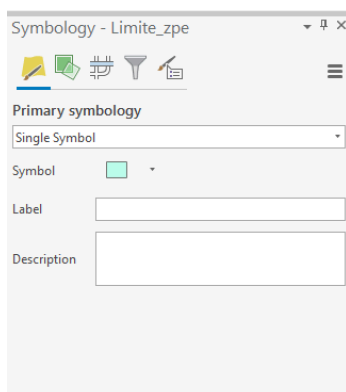 Symbology - Limite_zpe
Primary symbology
Single Symbol
Symbol
Label
Description